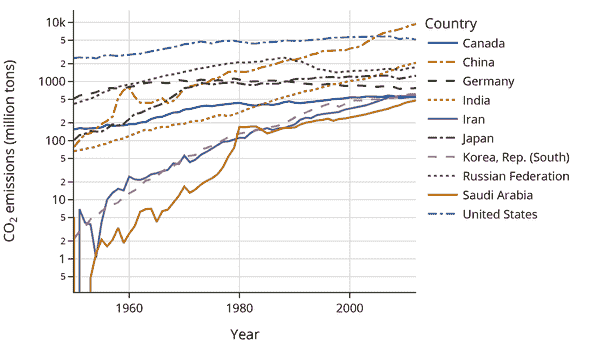 Country
Canada
China
Germany
India
Iran
Japan
Korea, Rep. (South)
Russian Federation
Saudi Arabia
United States
CO2 emissions (million tons)
10k
5
2
1000
5
2
100
5
2
10
5
2
1
5
1960
1980
2000
Year